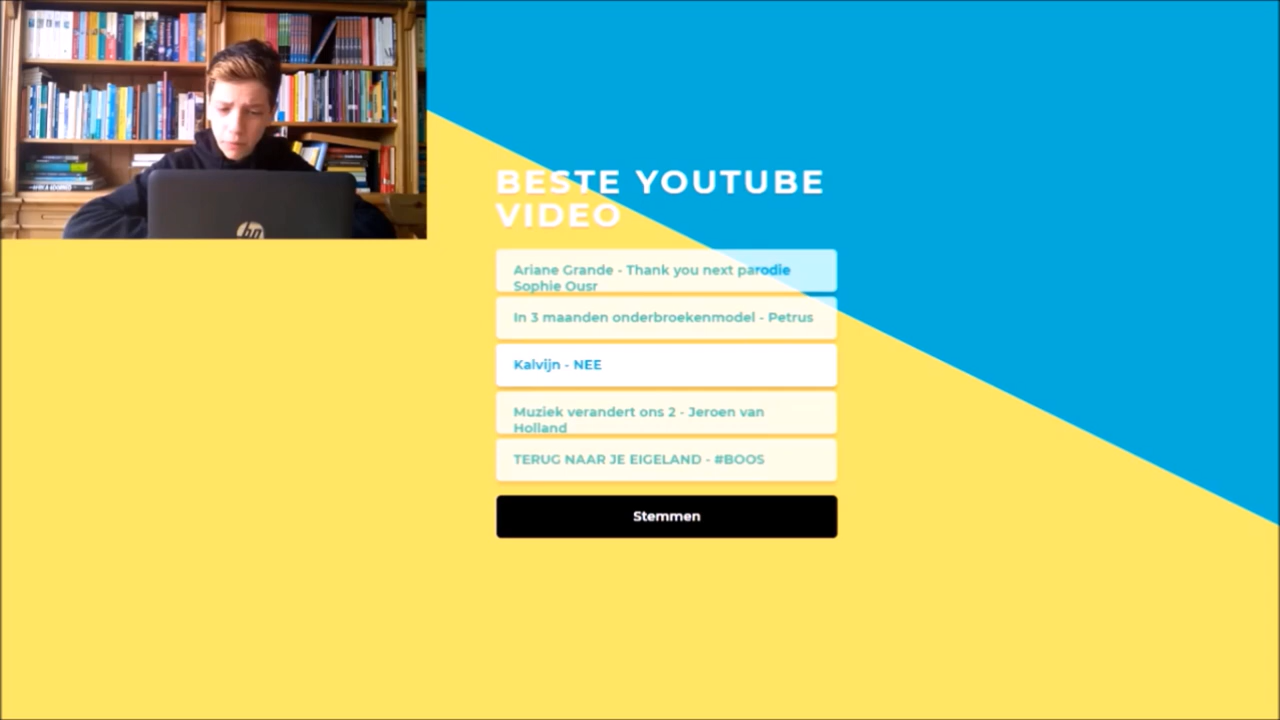 BESTE YOUTUBE
VIDEO
Ariane Grande - Thank you next parodie
Sophie Ousr
In 3 maanden onderbroekenmodel - Petrus
Kalvijn - NEE
Muziek verandert ons 2 - Jeroen van
Holland
TERUG NAAR JE EIGELAND - #BOOS
Stemmen
hp